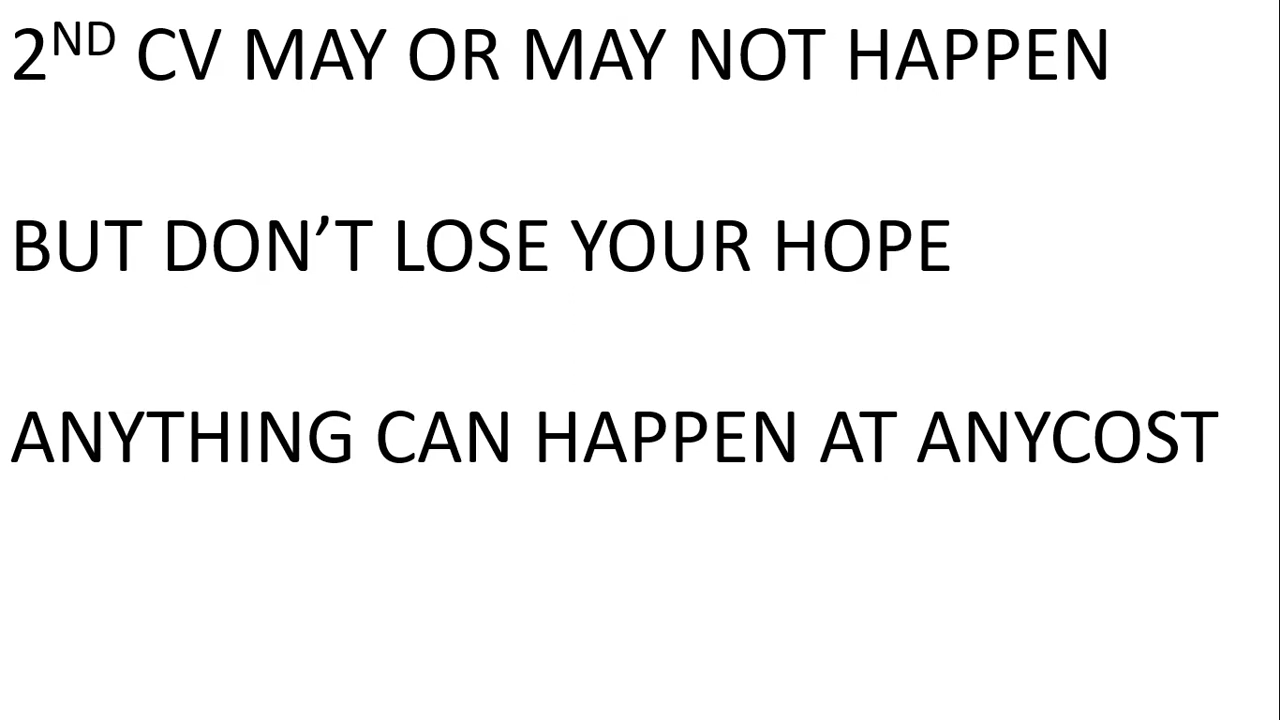 2ND CV MAY OR MAY NOT HAPPEN
BUT DON’T LOSE YOUR HOPE
ANYTHING CAN HAPPEN AT ANYCOST